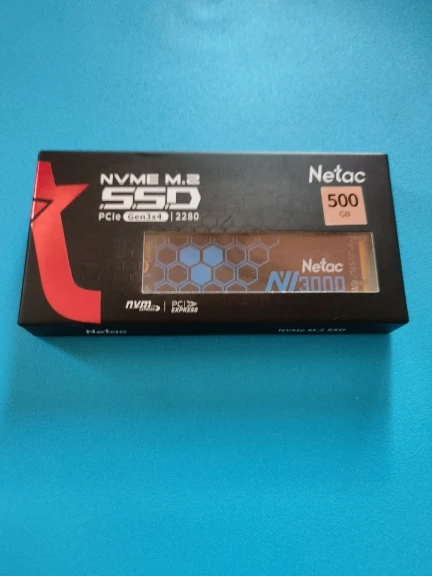 NVME M.2
SSD
PCIe Gen3x4 | 2280
Netac
500
GB
Netac
NV3000
nvm
EXPRESS
PCI
EXPRESS
Netac
NVMe M.2 SSD